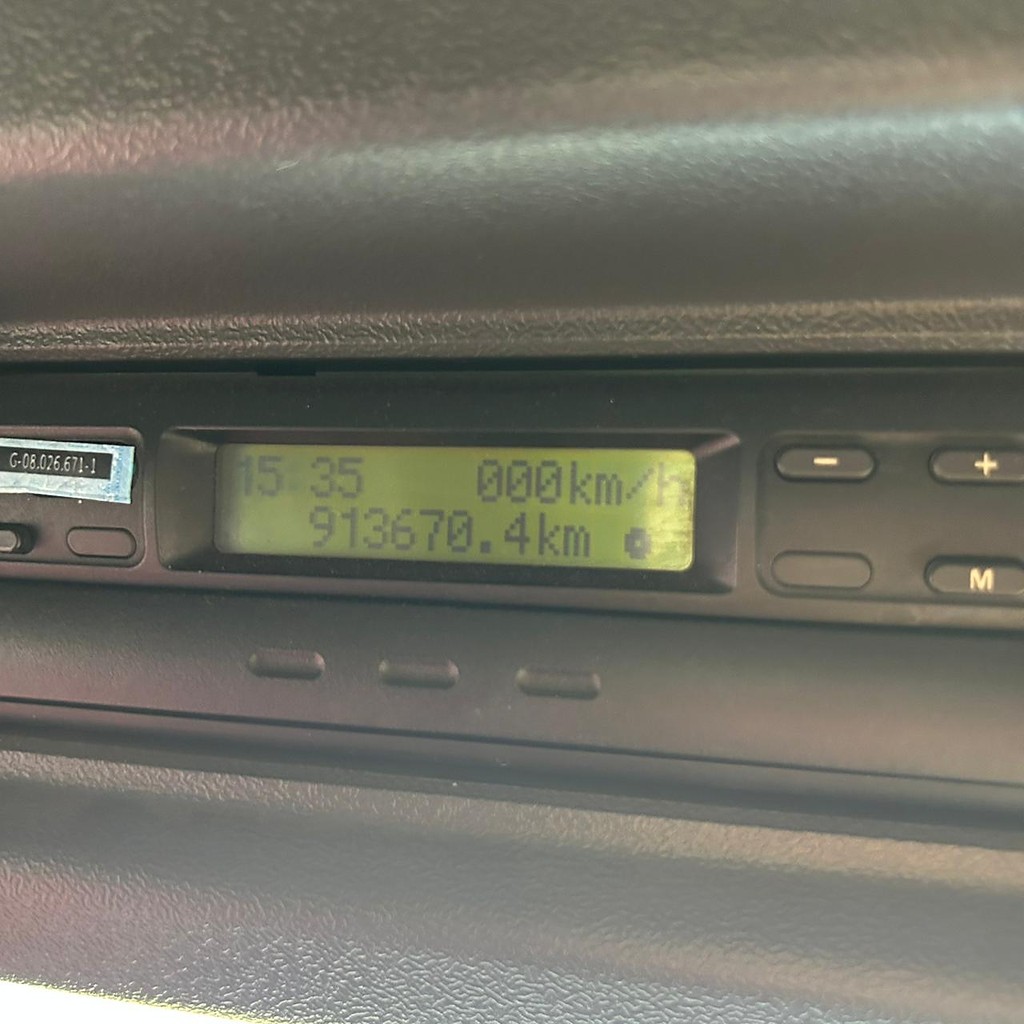 G-08.026.671-1
15:35 000km/h
913670.4km
- +
M